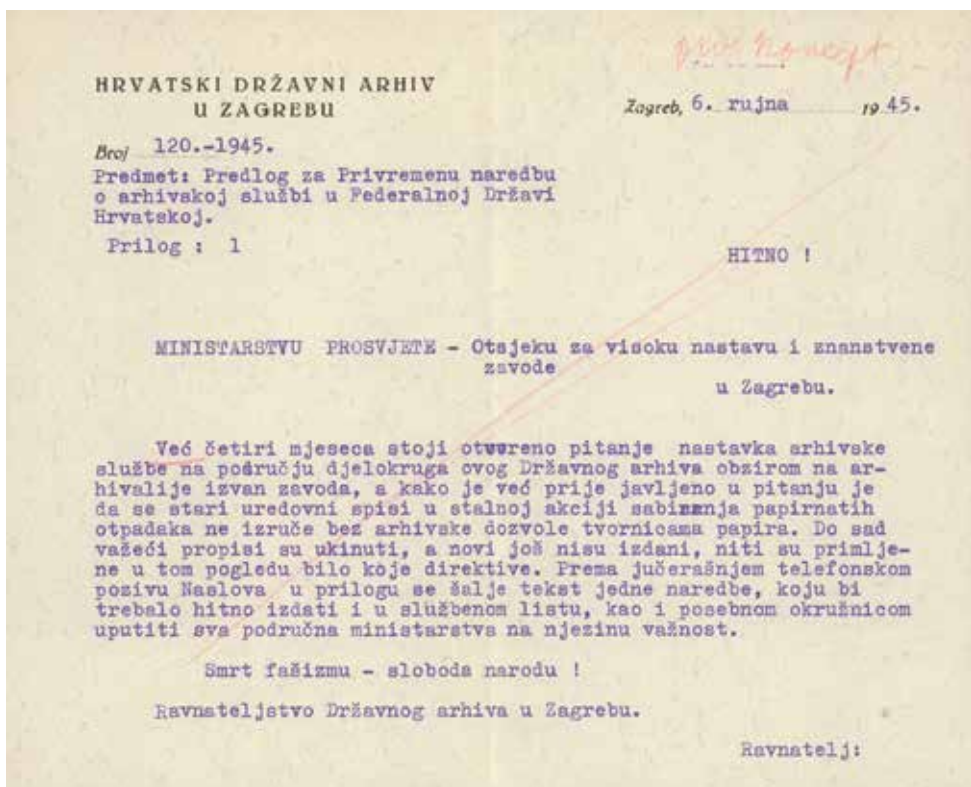 prvi koncept
HRVATSKI DRŽAVNI ARHIV
U ZAGREBU
Zagreb, 6. rujna 1945.
Broj 120.-1945.
Predmet: Predlog za Privremenu naredbu
o arhivskoj službi u Federalnoj Državi
Hrvatskoj.
Prilog : 1
HITNO !
MINISTARSTVU PROSVJETE - Otsjeku za visoku nastavu i znanstvene
zavode
u Zagrebu.
Već četiri mjeseca stoji otvoreno pitanje nastavka arhivske
službe na području djelokruga ovog Državnog arhiva obzirom na ar-
hivalije izvan zavoda, a kako je već prije javljeno u pitanju je
da se stari uredovni spisi u stalnoj akciji sabiranja papirnatih
otpadaka ne izruče bez arhivske dozvole tvornicama papira. Do sad
važeći propisi su ukinuti, a novi još nisu izdani, niti su primlje-
ne u tom pogledu bilo koje direktive. Prema jučerašnjem telefonskom
pozivu Naslova u prilogu se šalje tekst jedne naredbe, koju bi
trebalo hitno izdati i u službenom listu, kao i posebnom okružnicom
uputiti sva područna ministarstva na njezinu važnost.
Smrt fašizmu - sloboda narodu !
Ravnateljstvo Državnog arhiva u Zagrebu.
Ravnatelj: